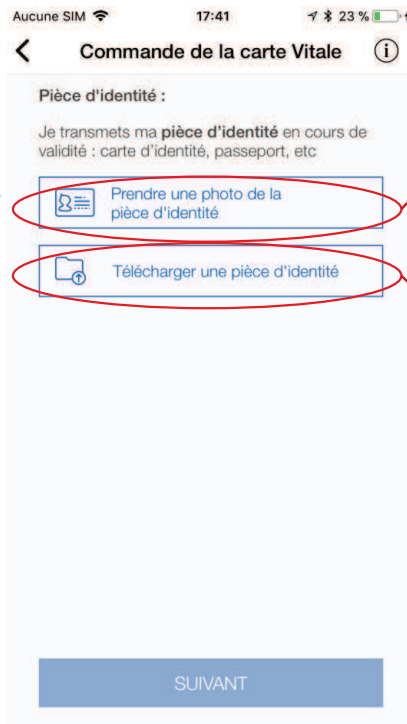 Aucune SIM 17:41 23 %
Commande de la carte Vitale i
Pièce d'identité :
Je transmets ma pièce d'identité en cours de
validité : carte d'identité, passeport, etc
Prendre une photo de la
pièce d'identité
Télécharger une pièce d'identité
SUIVANT